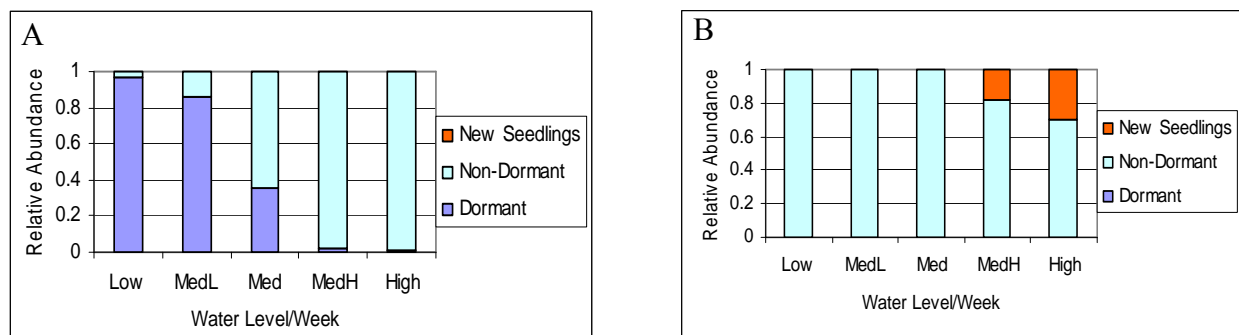 A
Relative Abundance
1
0.8
0.6
0.4
0.2
0
Low MedL Med MedH High
Water Level/Week
New Seedlings
Non-Dormant
Dormant
B
Relative Abundance
1
0.8
0.6
0.4
0.2
0
Low MedL Med MedH High
Water Level/Week
New Seedlings
Non-Dormant
Dormant